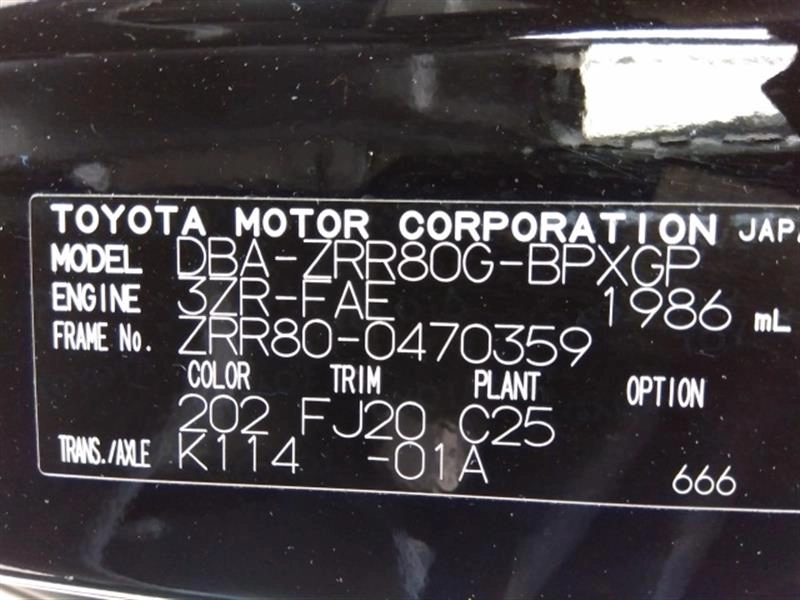 TOYOTA MOTOR CORPORATION JAPA
MODEL DBA-ZRR80G-BPXGP
ENGINE 3ZR-FAE 1986 mL
FRAME No. ZRR80-0470359
COLOR TRIM PLANT OPTION
202 FJ20 C25
TRANS./AXLE K114 -01A 666